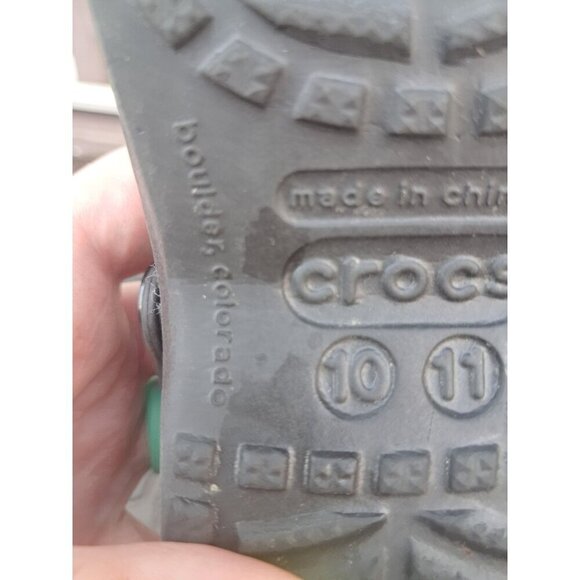 boulder, colorado
made in chin
crocs
10 11